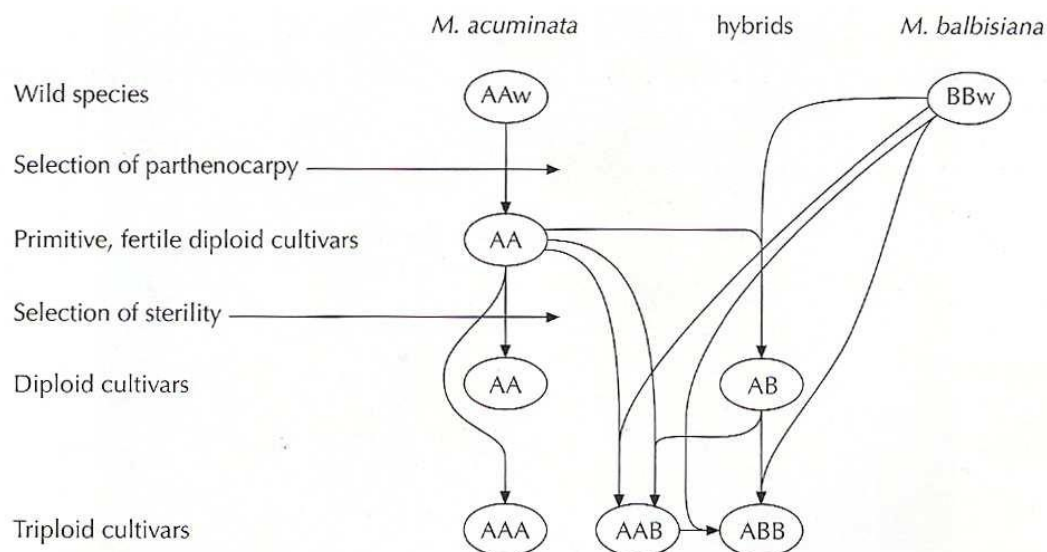 M. acuminata hybrids M. balbisiana
Wild species AAw BBw
Selection of parthenocarpy
Primitive, fertile diploid cultivars AA
Selection of sterility
Diploid cultivars AA AB
Triploid cultivars AAA AAB ABB